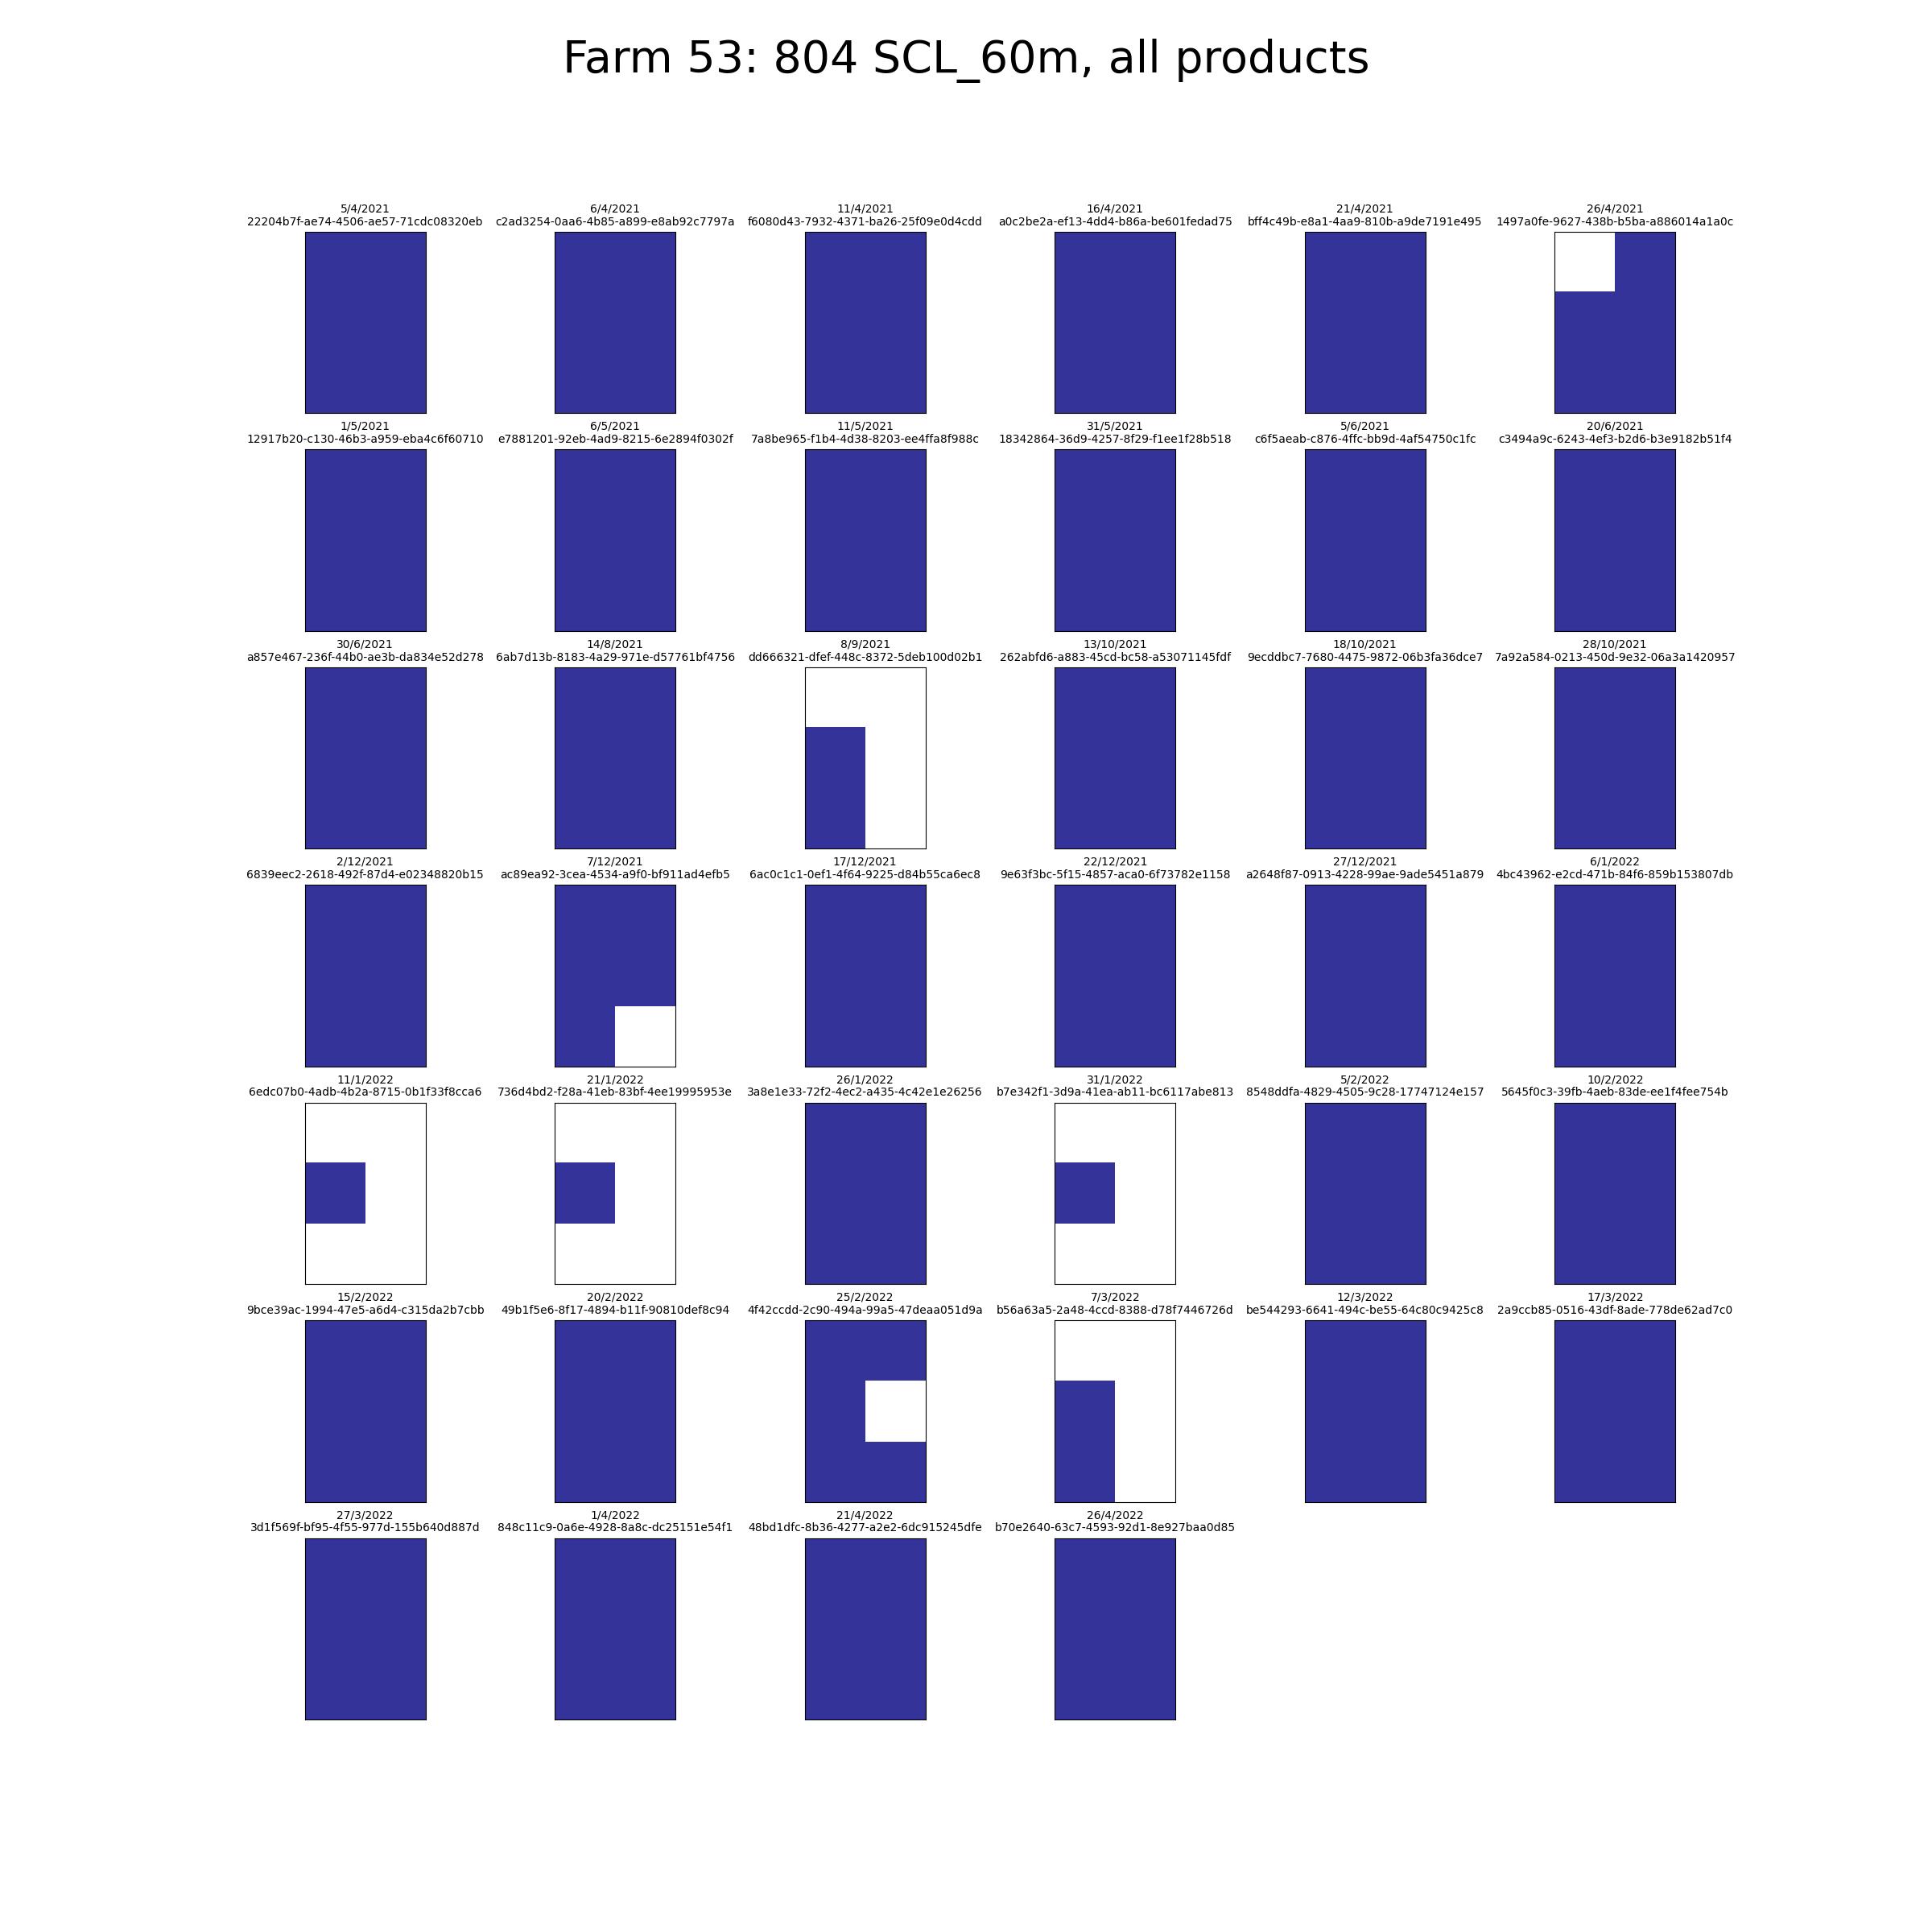 Farm 53: 804 SCL_60m, all products
5/4/2021
22204b7f-ae74-4506-ae57-71cdc08320eb
6/4/2021
c2ad3254-0aa6-4b85-a899-e8ab92c7797a
11/4/2021
f6080d43-7932-4371-ba26-25f09e0d4cdd
16/4/2021
a0c2be2a-ef13-4dd4-b86a-be601fedad75
21/4/2021
bff4c49b-e8a1-4aa9-810b-a9de7191e495
26/4/2021
1497a0fe-9627-438b-b5ba-a886014a1a0c
1/5/2021
12917b20-c130-46b3-a959-eba4c6f60710
6/5/2021
e7881201-92eb-4ad9-8215-6e2894f0302f
11/5/2021
7a8be965-f1b4-4d38-8203-ee4ffa8f988c
31/5/2021
18342864-36d9-4257-8f29-f1ee1f28b518
5/6/2021
c6f5aeab-c876-4ffc-bb9d-4af54750c1fc
20/6/2021
c3494a9c-6243-4ef3-b2d6-b3e9182b51f4
30/6/2021
a857e467-236f-44b0-ae3b-da834e52d278
14/8/2021
6ab7d13b-8183-4a29-971e-d57761bf4756
8/9/2021
dd666321-dfef-448c-8372-5deb100d02b1
13/10/2021
262abfd6-a883-45cd-bc58-a53071145fdf
18/10/2021
9ecddbc7-7680-4475-9872-06b3fa36dce7
28/10/2021
7a92a584-0213-450d-9e32-06a3a1420957
2/12/2021
6839eec2-2618-492f-87d4-e02348820b15
7/12/2021
ac89ea92-3cea-4534-a9f0-bf911ad4efb5
17/12/2021
6ac0c1c1-0ef1-4f64-9225-d84b55ca6ec8
22/12/2021
9e63f3bc-5f15-4857-aca0-6f73782e1158
27/12/2021
a2648f87-0913-4228-99ae-9ade5451a879
6/1/2022
4bc43962-e2cd-471b-84f6-859b153807db
11/1/2022
6edc07b0-4adb-4b2a-8715-0b1f33f8cca6
21/1/2022
736d4bd2-f28a-41eb-83bf-4ee19995953e
26/1/2022
3a8e1e33-72f2-4ec2-a435-4c42e1e26256
31/1/2022
b7e342f1-3d9a-41ea-ab11-bc6117abe813
5/2/2022
8548ddfa-4829-4505-9c28-17747124e157
10/2/2022
5645f0c3-39fb-4aeb-83de-ee1f4fee754b
15/2/2022
9bce39ac-1994-47e5-a6d4-c315da2b7cbb
20/2/2022
49b1f5e6-8f17-4894-b11f-90810def8c94
25/2/2022
4f42ccdd-2c90-494a-99a5-47deaa051d9a
7/3/2022
b56a63a5-2a48-4ccd-8388-d78f7446726d
12/3/2022
be544293-6641-494c-be55-64c80c9425c8
17/3/2022
2a9ccb85-0516-43df-8ade-778de62ad7c0
27/3/2022
3d1f569f-bf95-4f55-977d-155b640d887d
1/4/2022
848c11c9-0a6e-4928-8a8c-dc25151e54f1
21/4/2022
48bd1dfc-8b36-4277-a2e2-6dc915245dfe
26/4/2022
b70e2640-63c7-4593-92d1-8e927baa0d85